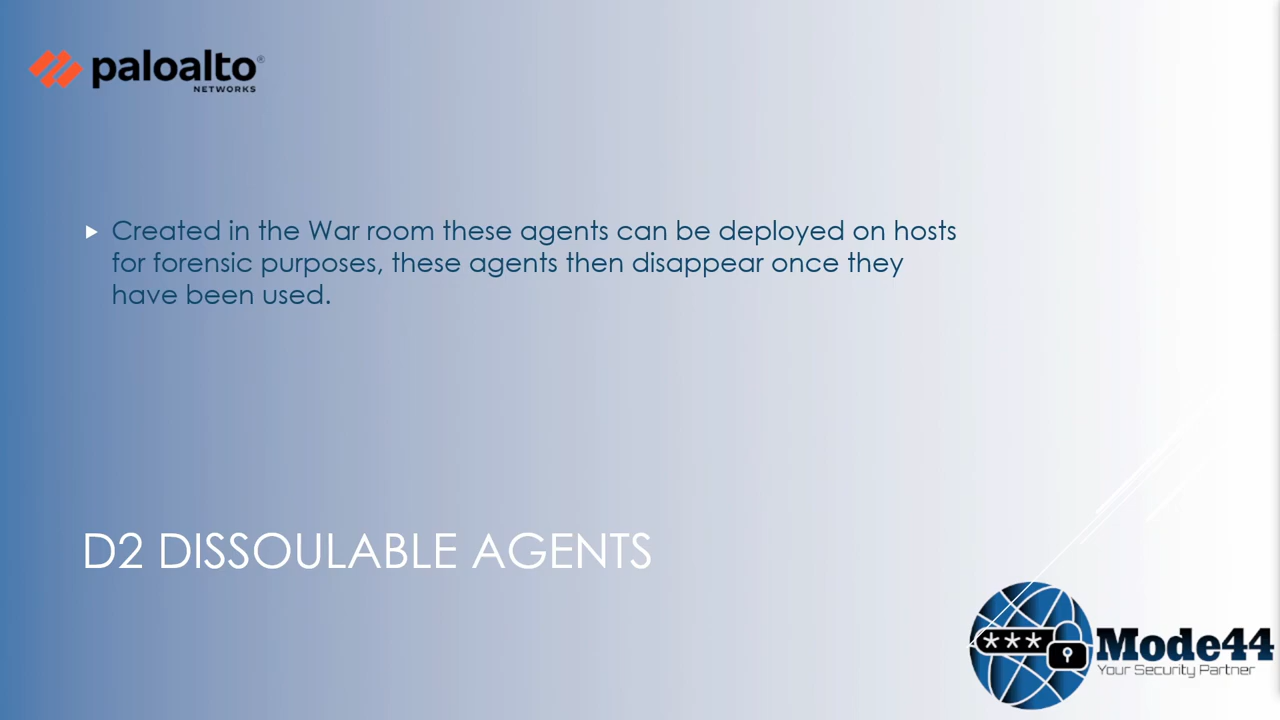 paloalto®
NETWORKS
Created in the War room these agents can be deployed on hosts
for forensic purposes, these agents then disappear once they
have been used.
D2 DISSOULABLE AGENTS
***
Mode44
Your Security Partner